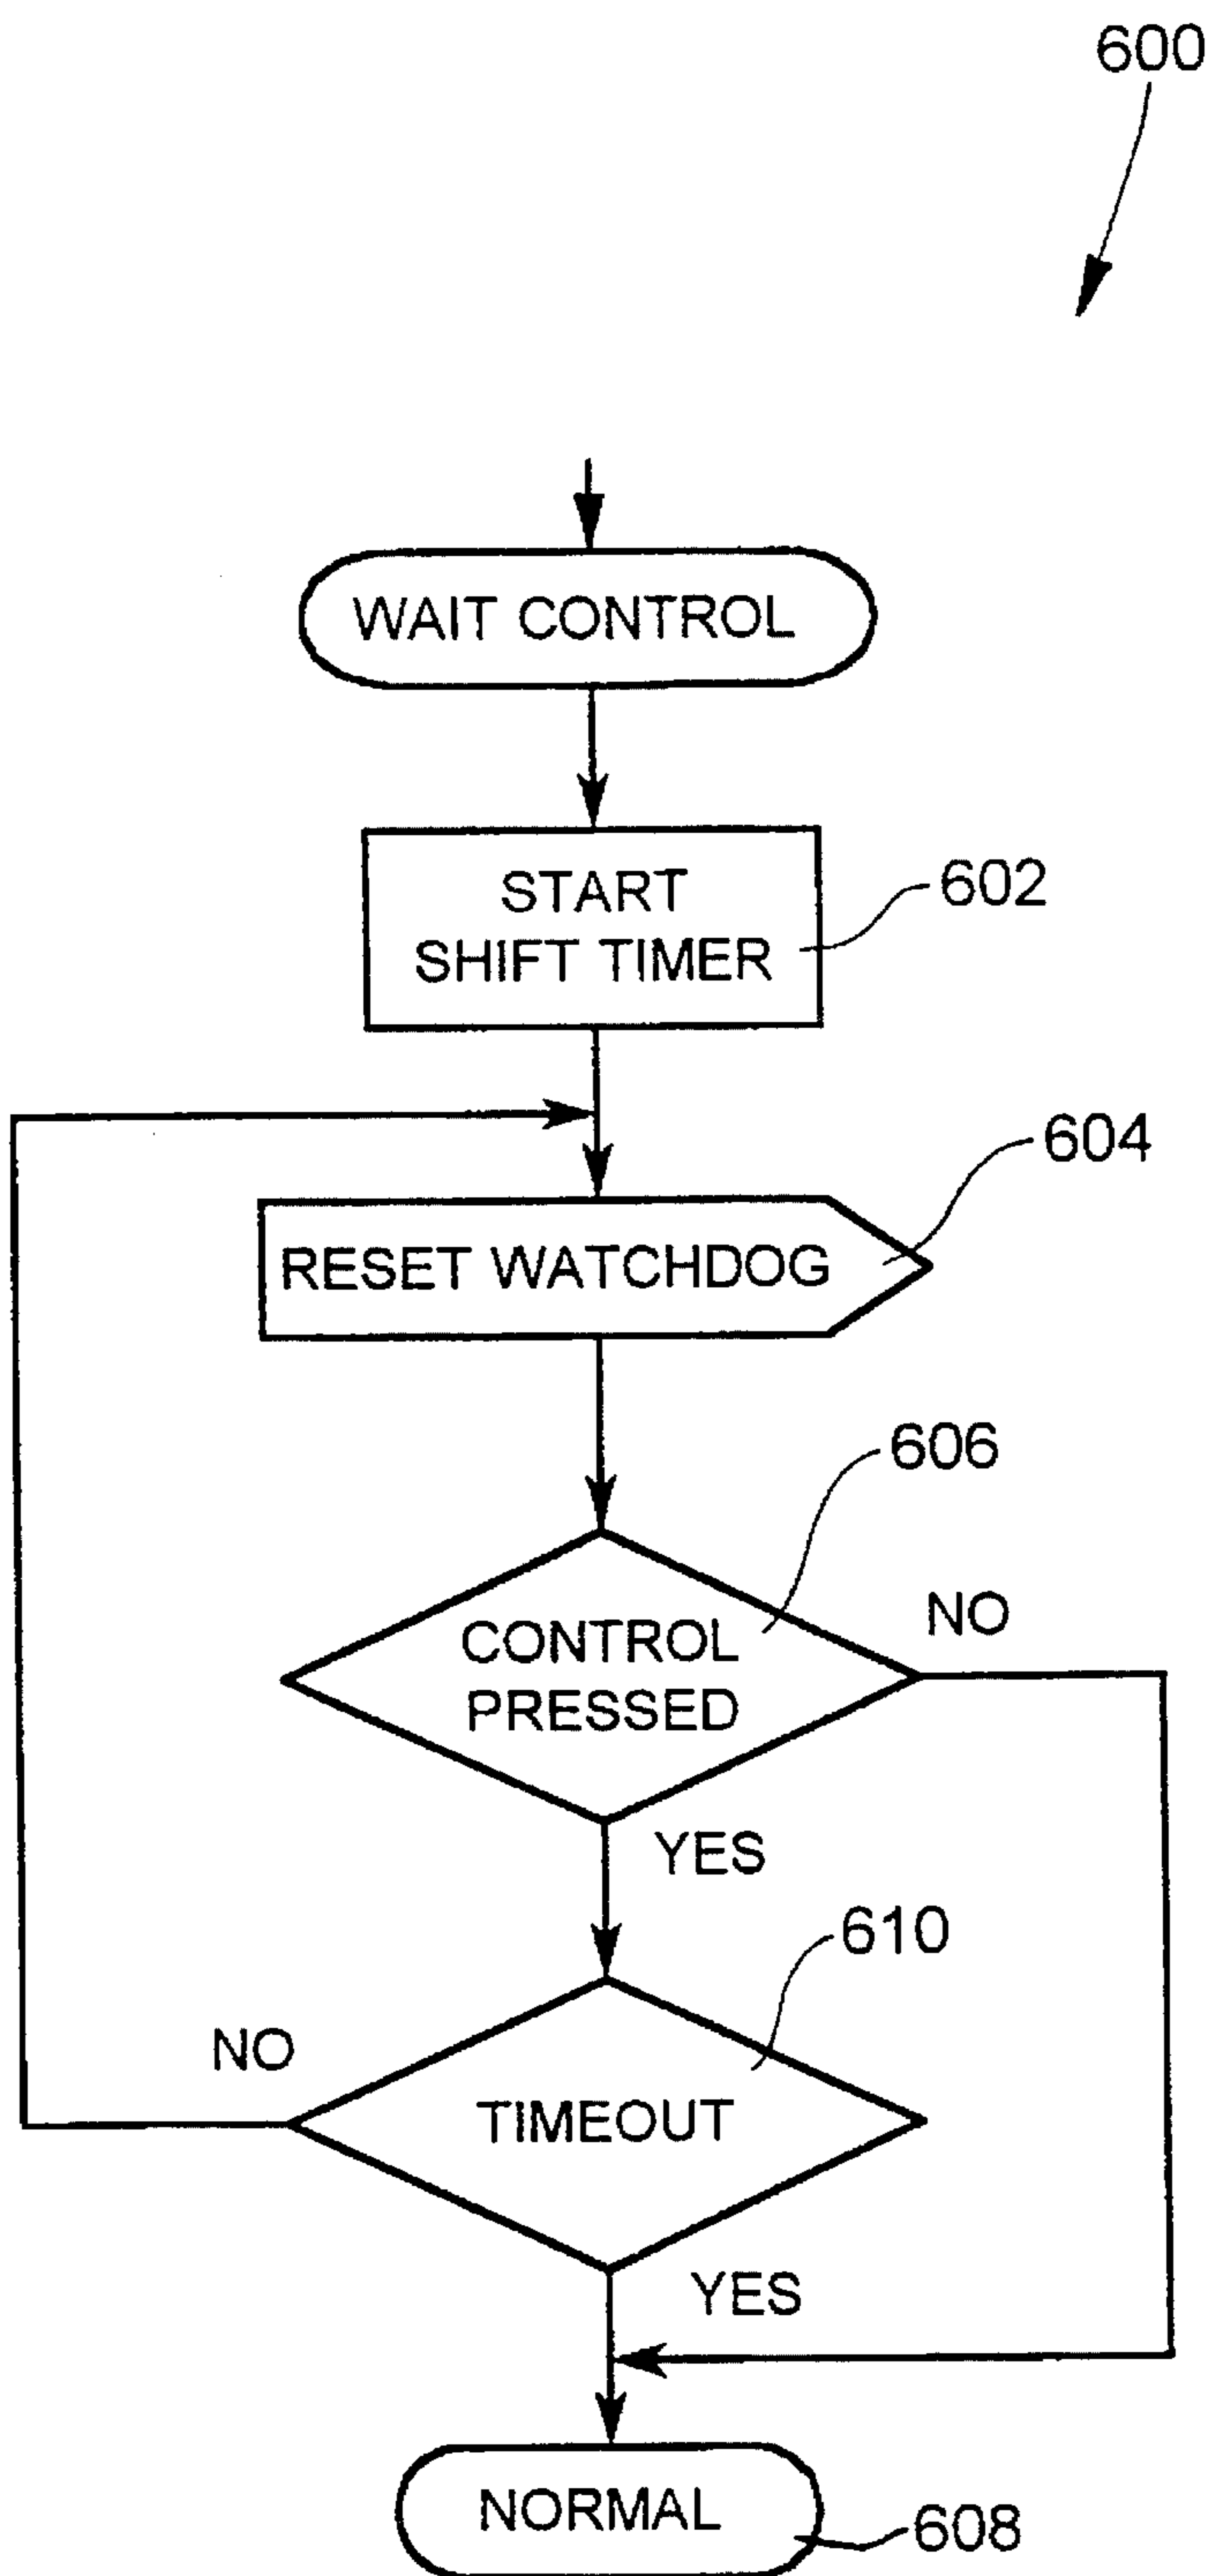 600
WAIT CONTROL
START
SHIFT TIMER
602
604
RESET WATCHDOG
606
NO
CONTROL
PRESSED
YES
610
NO
TIMEOUT
YES
NORMAL
608